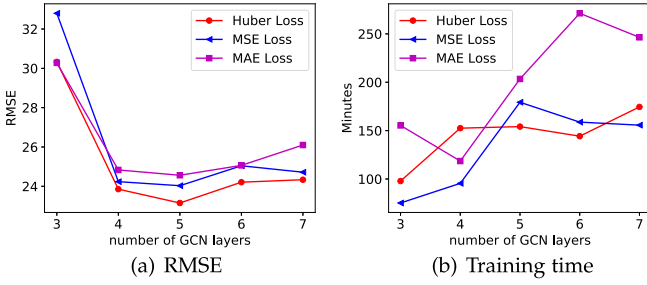 Huber Loss
MSE Loss
MAE Loss
RMSE
32
30
28
26
24
3 4 5 6 7
number of GCN layers
(a) RMSE
Huber Loss
MSE Loss
MAE Loss
Minutes
250
200
150
100
3 4 5 6 7
number of GCN layers
(b) Training time